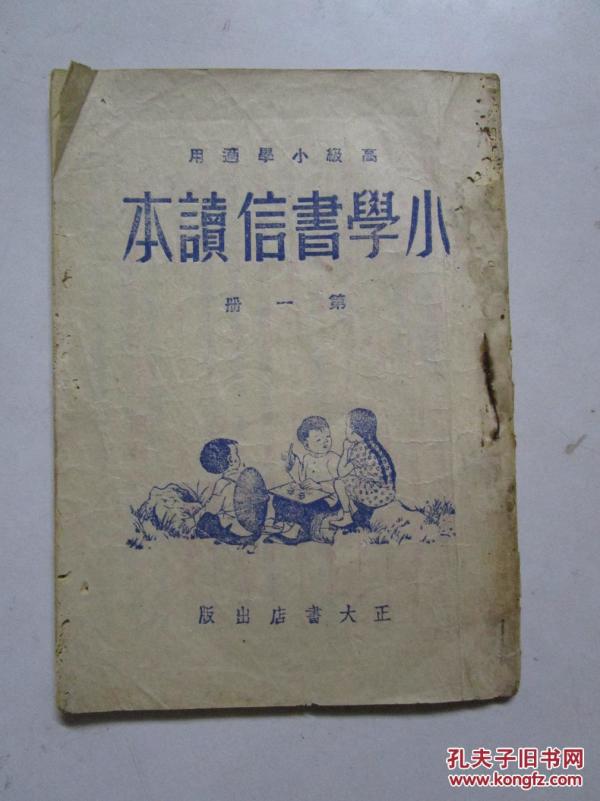 高級小學適用
小學書信讀本
第一册
正大書店出版
孔夫子旧书网
www.kongfz.com